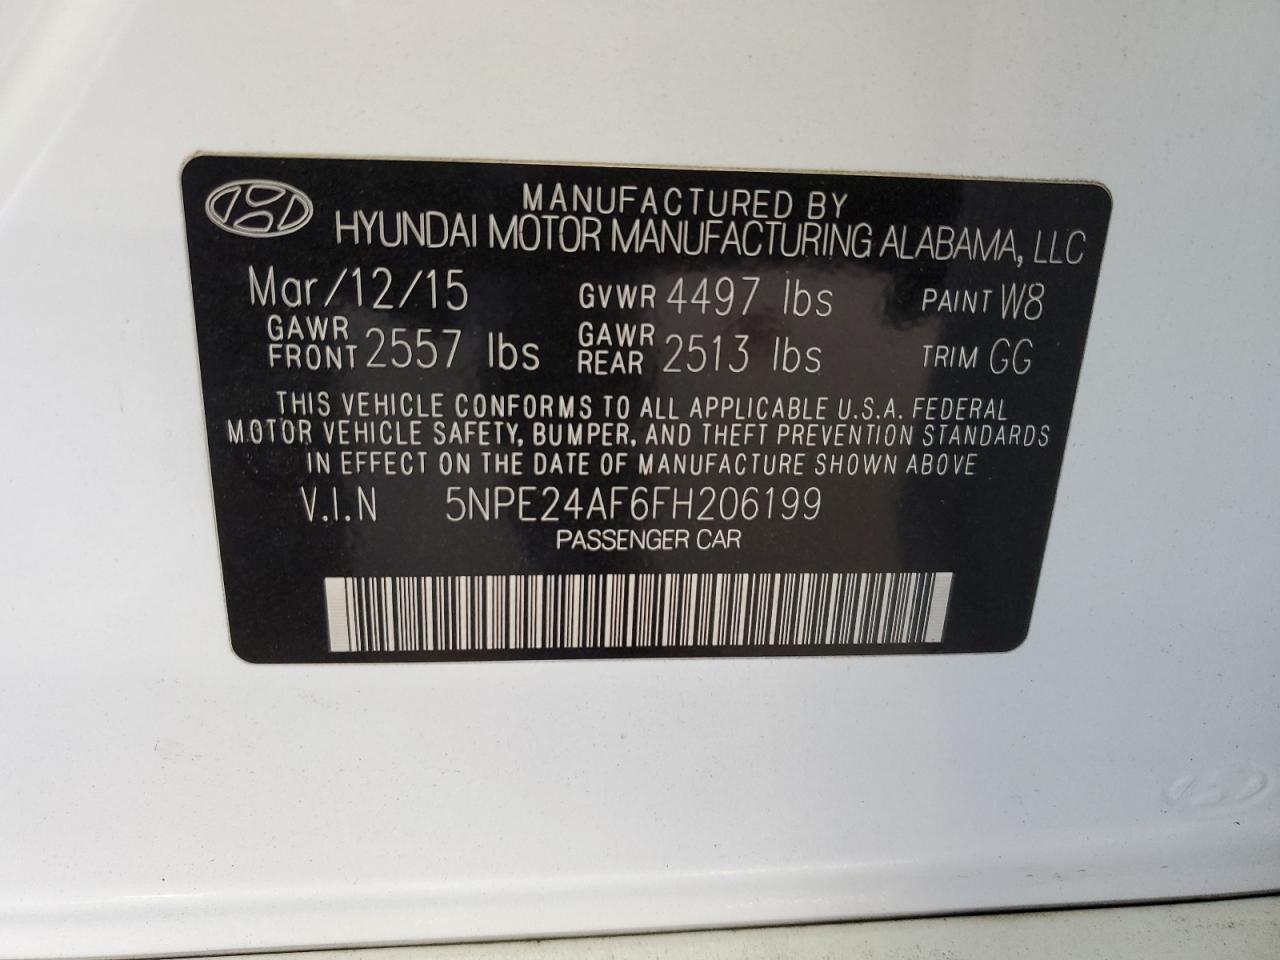 MANUFACTURED BY
HYUNDAI MOTOR MANUFACTURING ALABAMA, LLC
Mar/12/15 GVWR 4497 lbs PAINT W8
GAWR FRONT 2557 lbs GAWR REAR 2513 lbs TRIM GG
THIS VEHICLE CONFORMS TO ALL APPLICABLE U.S.A. FEDERAL
MOTOR VEHICLE SAFETY, BUMPER, AND THEFT PREVENTION STANDARDS
IN EFFECT ON THE DATE OF MANUFACTURE SHOWN ABOVE
V.I.N 5NPE24AF6FH206199
PASSENGER CAR